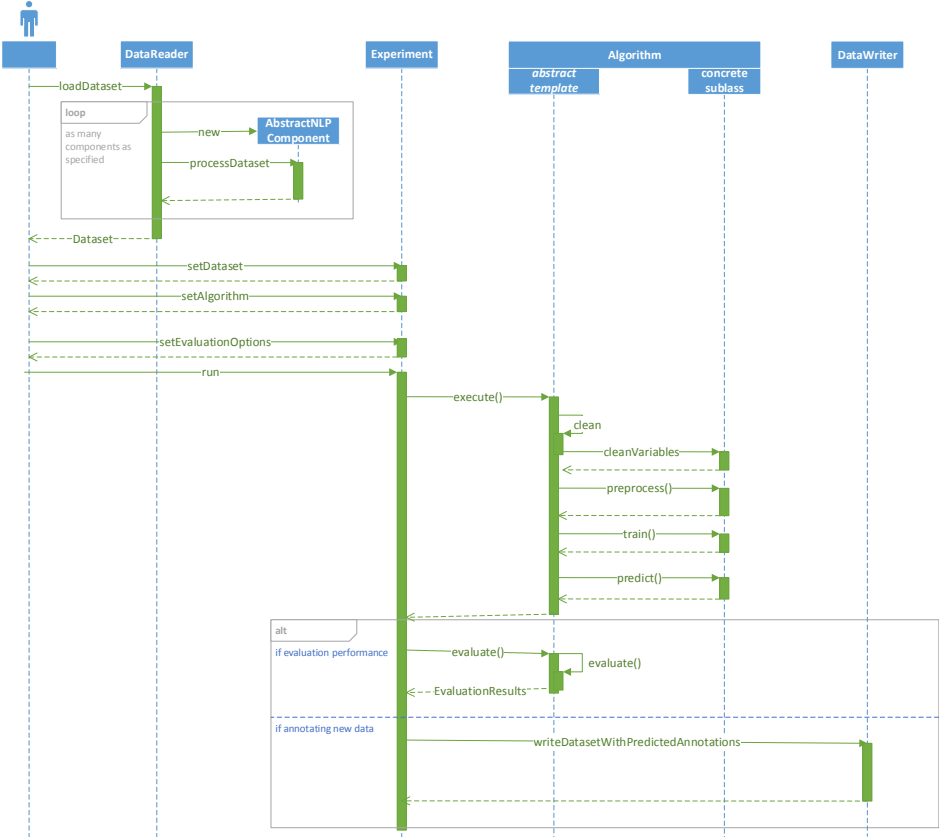 DataReader
Experiment
Algorithm
DataWriter
abstract
template
concrete
sublass
loadDataset
loop
as many
components as
specified
new
AbstractNLP
Component
processDataset
Dataset
setDataset
setAlgorithm
setEvaluationOptions
run
execute()
clean
cleanVariables
preprocess()
train()
predict()
alt
if evaluation performance
evaluate()
evaluate()
EvaluationResults
if annotating new data
writeDatasetWithPredictedAnnotations